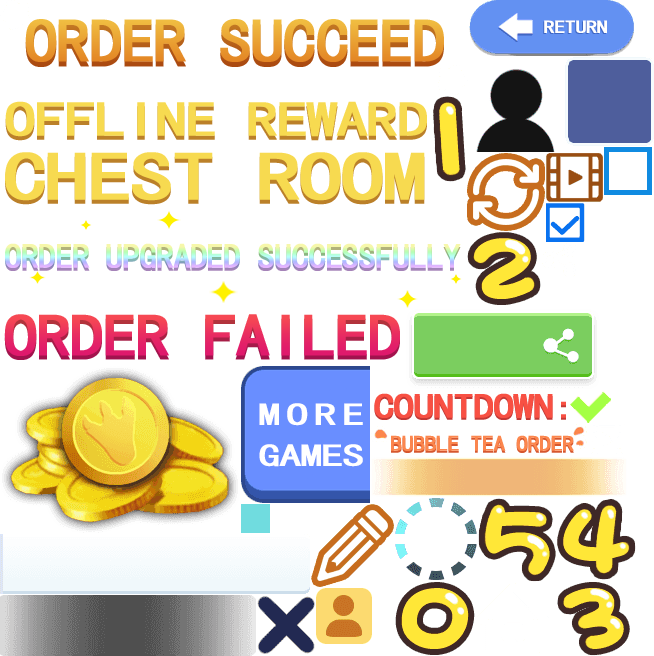 ORDER SUCCEED
RETURN
OFFLINE REWARD
1
CHEST ROOM
ORDER UPGRADED SUCCESSFULLY
2
ORDER FAILED
MORE
GAMES
COUNTDOWN:
BUBBLE TEA ORDER
5 4
0 3